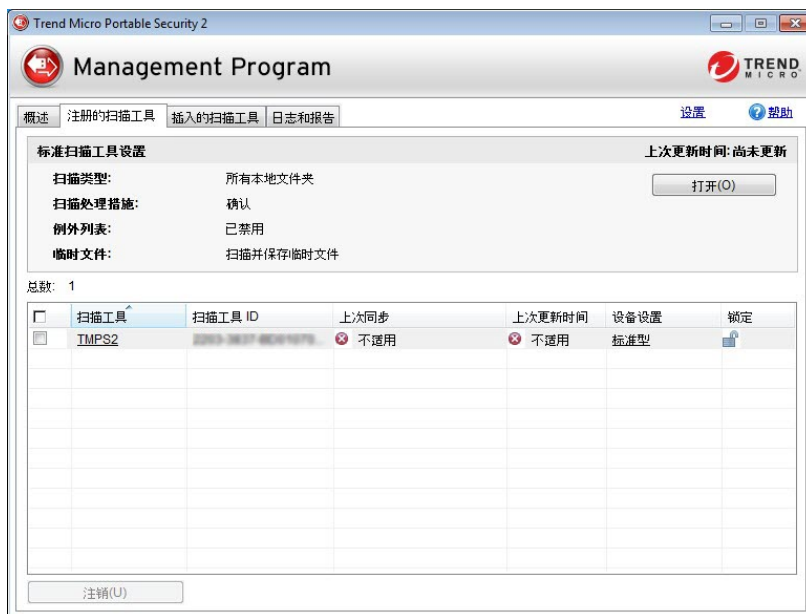 Trend Micro Portable Security 2
Management Program
TREND MICRO
概述 注册的扫描工具 插入的扫描工具 日志和报告 设置 帮助
标准扫描工具设置 上次更新时间:尚未更新
扫描类型: 所有本地文件夹 打开(O)
扫描处理措施: 确认
例外列表: 已禁用
临时文件: 扫描并保存临时文件
总数: 1
扫描工具 扫描工具 ID 上次同步 上次更新时间 设备设置 锁定
TMPS2 不适用 不适用 标准型
注销(U)